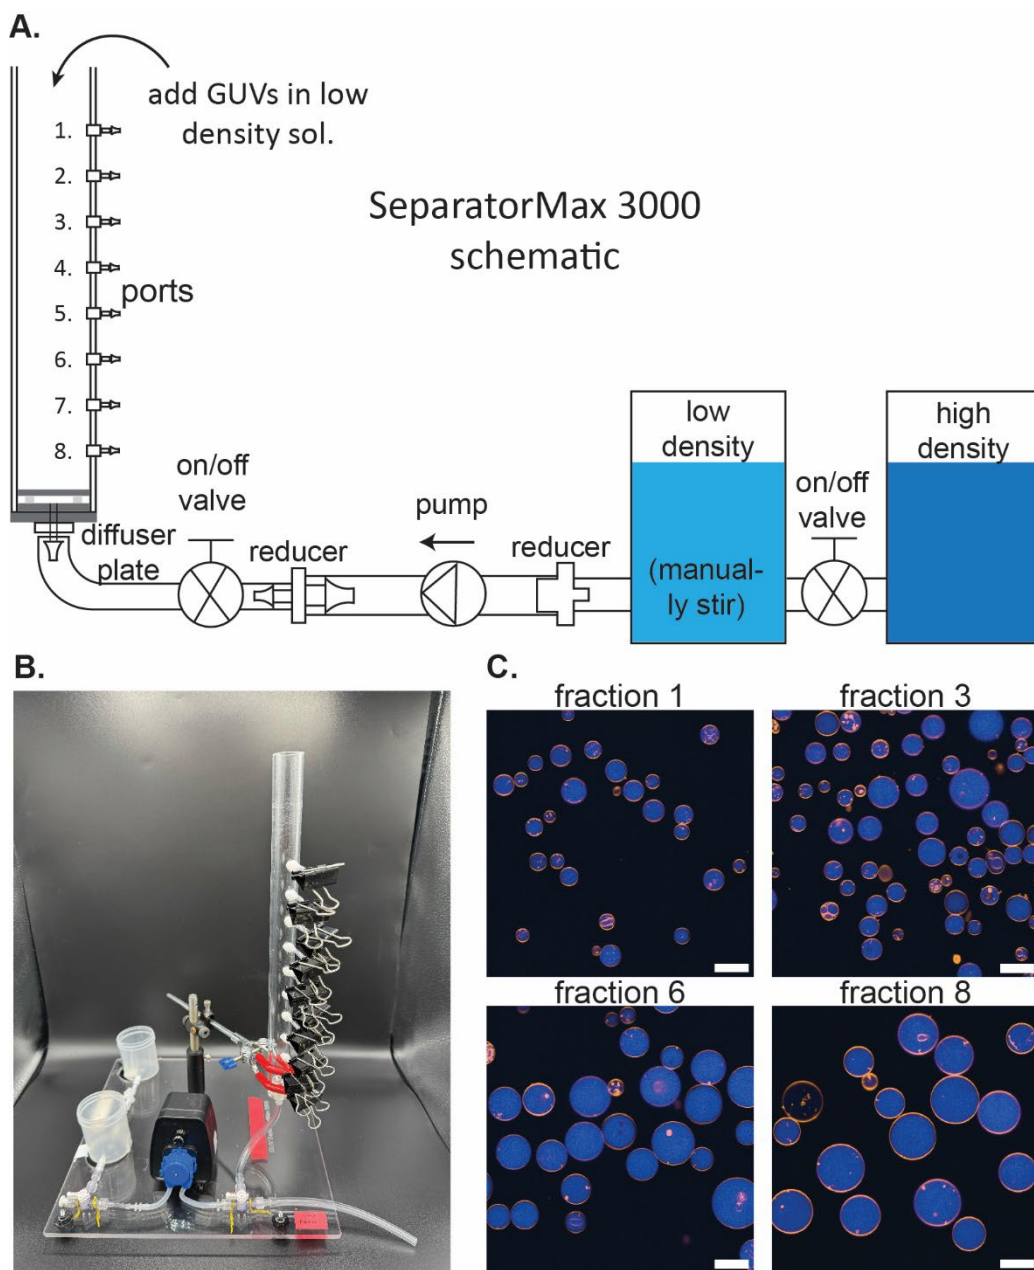 A.
add GUVs in low
density sol.
1.
2.
3.
4.
5.
6.
7.
8.
ports
SeparatorMax 3000
schematic
on/off
valve
diffuser
plate
reducer
pump
reducer
low
density
(manual-
ly stir)
on/off
valve
high
density
B.
C.
fraction 1
fraction 3
fraction 6
fraction 8